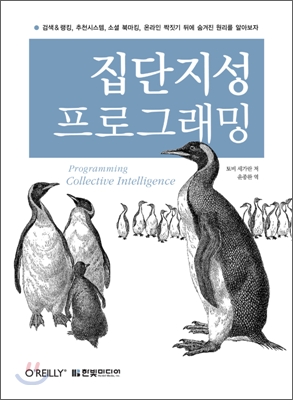 검색 & 랭킹, 추천시스템, 소셜 북마킹, 온라인 짝짓기 뒤에 숨겨진 원리를 알아보자
집단지성
프로그래밍
Programming
Collective Intelligence
토비 세가란 저
윤종완 역
O'REILLY®
한빛미디어